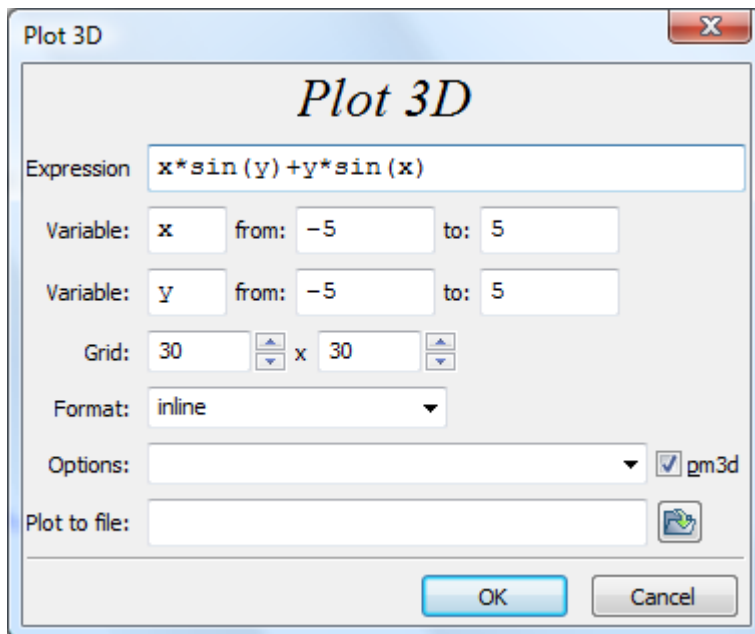 Plot 3D
Plot 3D
Expression x*sin(y)+y*sin(x)
Variable: x from: -5 to: 5
Variable: y from: -5 to: 5
Grid: 30 x 30
Format: inline
Options: pm3d
Plot to file:
OK Cancel